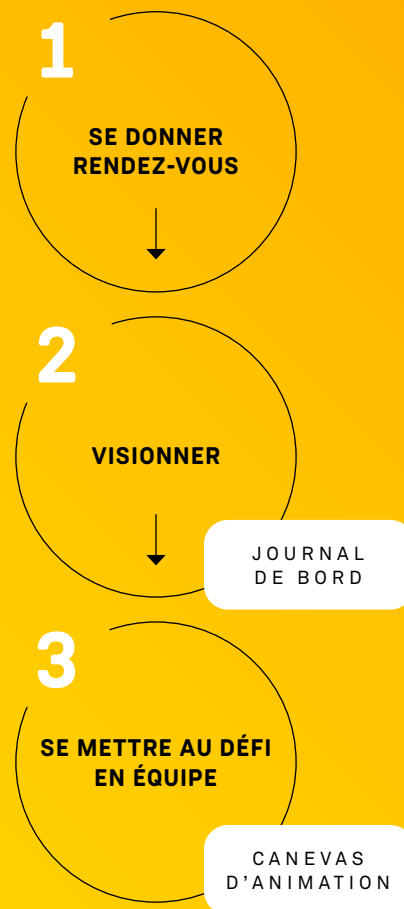 1
SE DONNER
RENDEZ-VOUS
2
VISIONNER
JOURNAL
DE BORD
3
SE METTRE AU DÉFI
EN ÉQUIPE
CANEVAS
D’ANIMATION